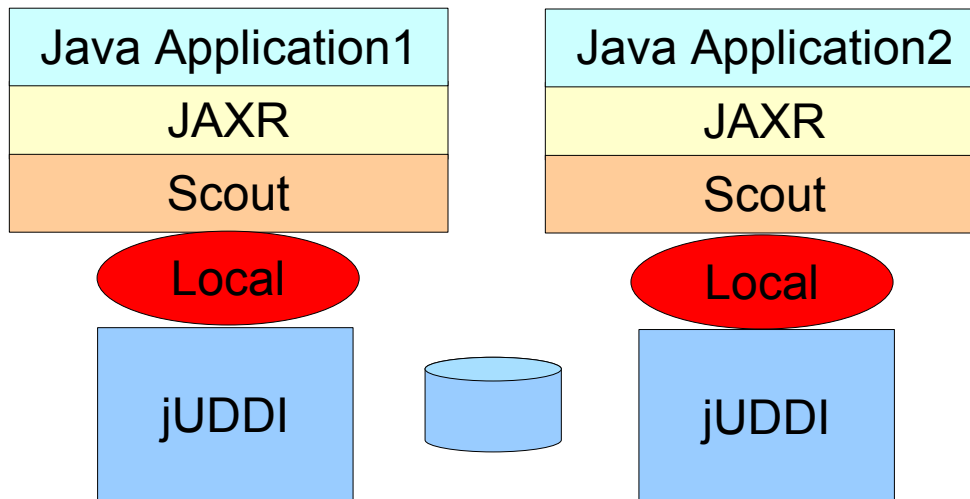 Java Application1
JAXR
Scout
Local
jUDDI
Java Application2
JAXR
Scout
Local
jUDDI